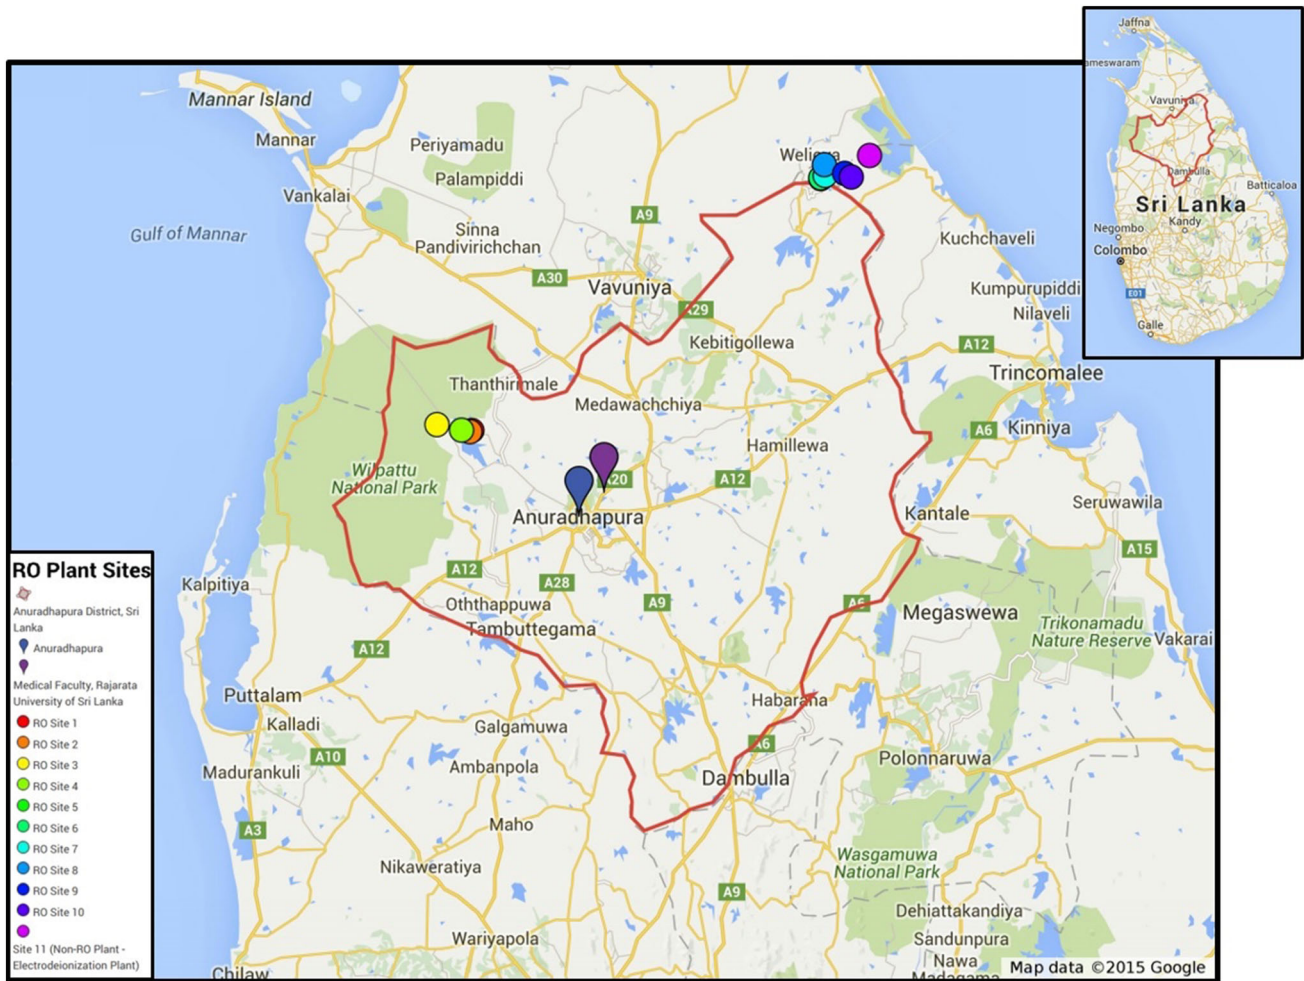 Jaffna
ameswaram
Vavuniya
Dambulla
Batticaloa
Sri Lanka
Kandy
Negombo
Colombo
E01
Galle
Mannar Island
Mannar
Periyamadu
Palampiddi
Vankalai
Gulf of Mannar
Sinna
Pandivirichchan
A9
A30
Vavuniya
A29
Kebitigollewa
Kuchchaveli
Kumpurupiddi
Nilaveli
A12
Trincomalee
Kinniya
A6
Thanthirimale
Medawachchiya
Hamillewa
Wilpattu
National Park
A20
A12
Anuradhapura
Kantale
Seruwawila
A15
Kalpitiya
A12
A28
A9
A6
Oththappuwa
Tambuttegama
Megaswewa
Trikonamadu
Nature Reserve
Vakarai
A12
Puttalam
Kalladi
Habarana
Galgamuwa
A10
Ambanpola
A6
Madurankuli
Dambulla
Polonnaruwa
A3
Maho
Nikaweratiya
Wasgamuwa
National Park
A9
Wariyapola
Dehiattakandiya
Sandunpura
Nawa
Madagama
Chilaw
Map data ©2015 Google
RO Plant Sites
Anuradhapura District, Sri
Lanka
Anuradhapura
Medical Faculty, Rajarata
University of Sri Lanka
RO Site 1
RO Site 2
RO Site 3
RO Site 4
RO Site 5
RO Site 6
RO Site 7
RO Site 8
RO Site 9
RO Site 10
Site 11 (Non-RO Plant -
Electrodeionization Plant)